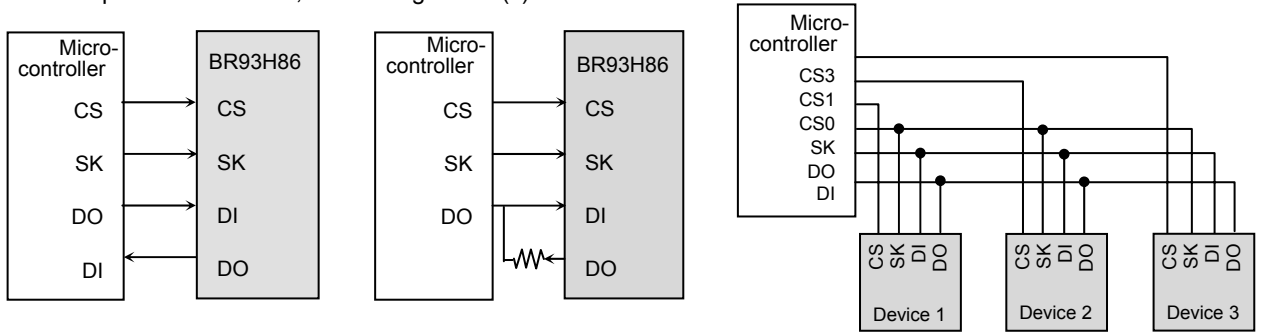 Micro-
controller
CS
SK
DO
DI
BR93H86
CS
SK
DI
DO
Micro-
controller
CS
SK
DO
BR93H86
CS
SK
DI
DO
Micro-
controller
CS3
CS1
CS0
SK
DO
DI
CS
SK
DI
DO
Device 1
CS
SK
DI
DO
Device 2
CS
SK
DI
DO
Device 3